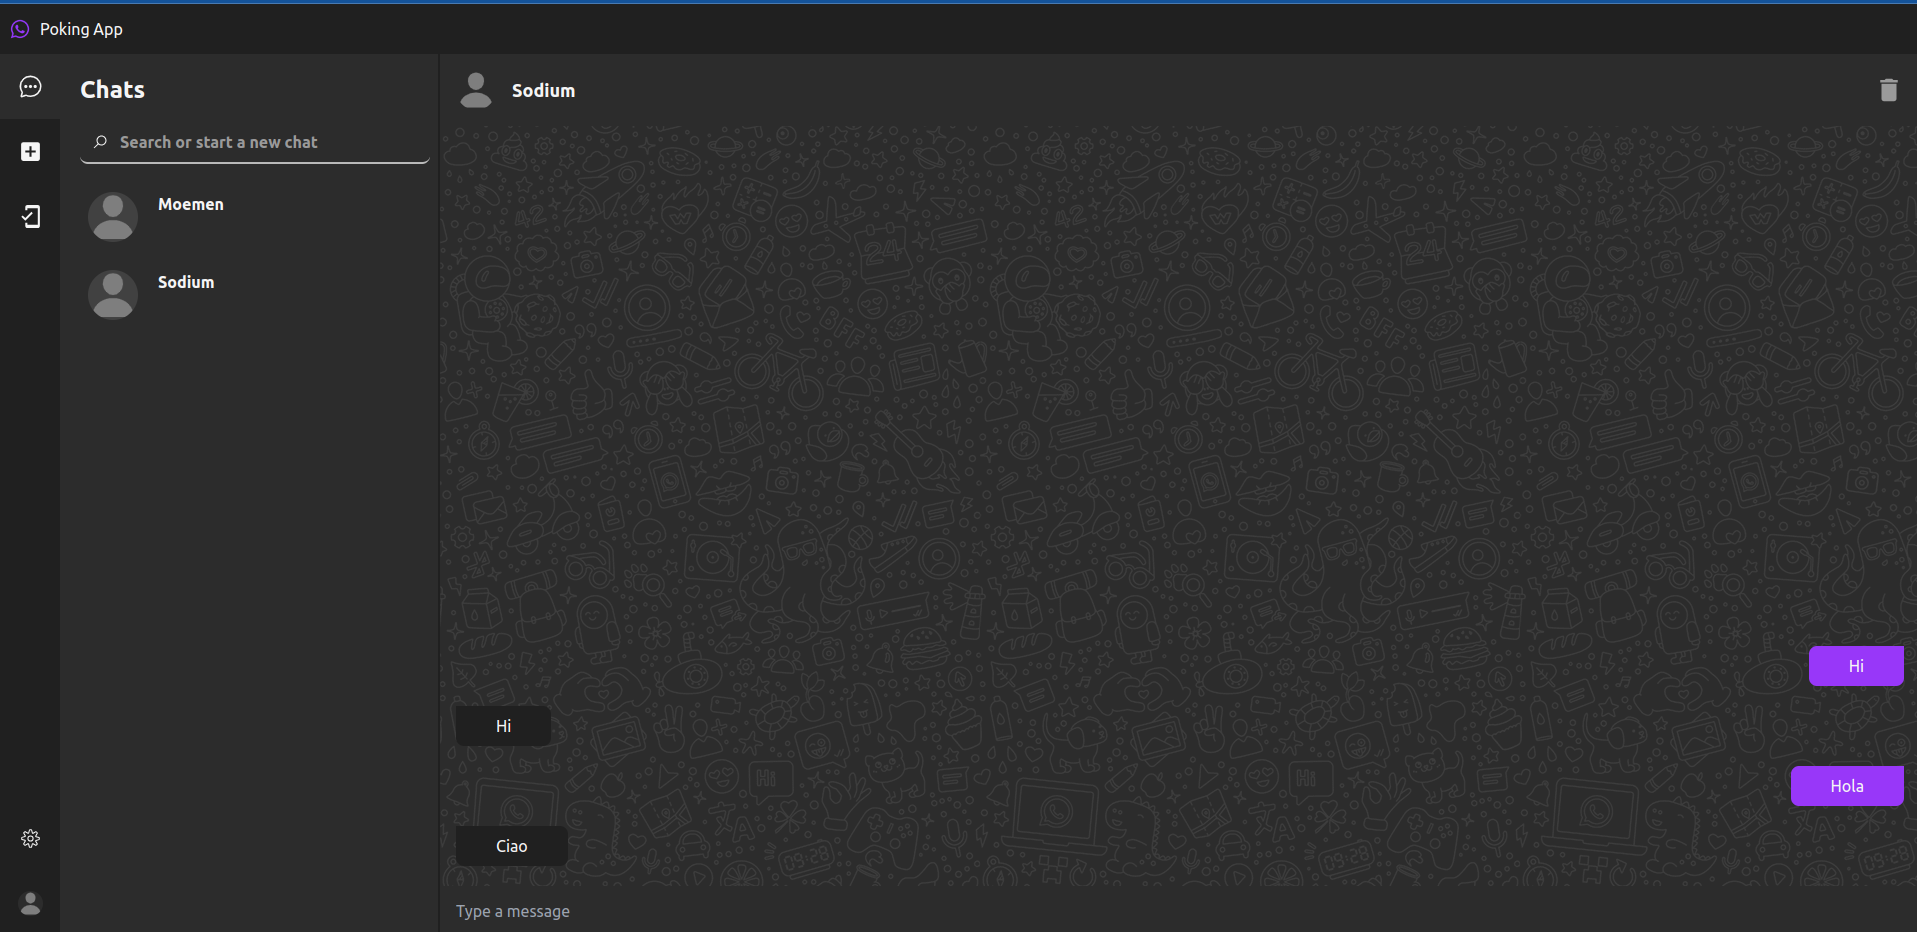 Poking App
Chats
Search or start a new chat
Moemen
Sodium
Sodium
Hi
Hi
Hola
Ciao
Type a message